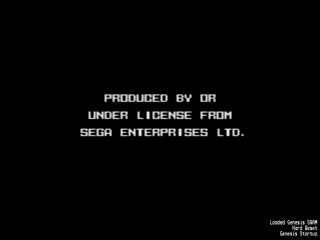 PRODUCED BY OR
UNDER LICENSE FROM
SEGA ENTERPRISES LTD.
Loaded Genesis SRAM
Hard Reset
Genesis Startup